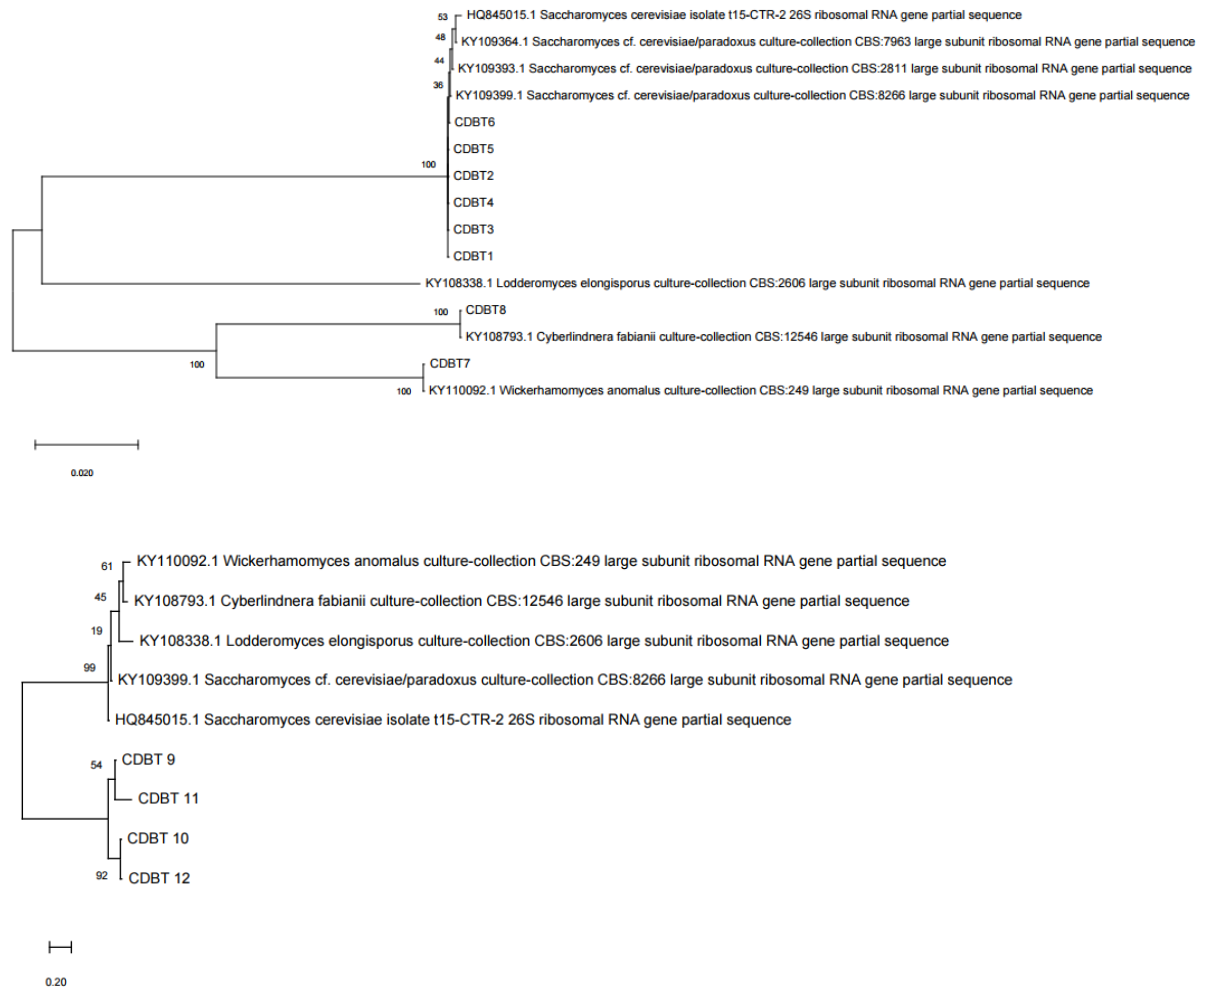 53
HQ845015.1 Saccharomyces cerevisiae isolate t15-CTR-2 26S ribosomal RNA gene partial sequence
48
KY109364.1 Saccharomyces cf. cerevisiae/paradoxus culture-collection CBS:7963 large subunit ribosomal RNA gene partial sequence
44
KY109393.1 Saccharomyces cf. cerevisiae/paradoxus culture-collection CBS:2811 large subunit ribosomal RNA gene partial sequence
36
KY109399.1 Saccharomyces cf. cerevisiae/paradoxus culture-collection CBS:8266 large subunit ribosomal RNA gene partial sequence
CDBT6
CDBT5
100
CDBT2
CDBT4
CDBT3
CDBT1
KY108338.1 Lodderomyces elongisporus culture-collection CBS:2606 large subunit ribosomal RNA gene partial sequence
100
CDBT8
KY108793.1 Cyberlindnera fabianii culture-collection CBS:12546 large subunit ribosomal RNA gene partial sequence
100
CDBT7
100
KY110092.1 Wickerhamomyces anomalus culture-collection CBS:249 large subunit ribosomal RNA gene partial sequence
0.020
61
KY110092.1 Wickerhamomyces anomalus culture-collection CBS:249 large subunit ribosomal RNA gene partial sequence
45
KY108793.1 Cyberlindnera fabianii culture-collection CBS:12546 large subunit ribosomal RNA gene partial sequence
19
KY108338.1 Lodderomyces elongisporus culture-collection CBS:2606 large subunit ribosomal RNA gene partial sequence
99
KY109399.1 Saccharomyces cf. cerevisiae/paradoxus culture-collection CBS:8266 large subunit ribosomal RNA gene partial sequence
HQ845015.1 Saccharomyces cerevisiae isolate t15-CTR-2 26S ribosomal RNA gene partial sequence
54
CDBT 9
CDBT 11
CDBT 10
92
CDBT 12
0.20